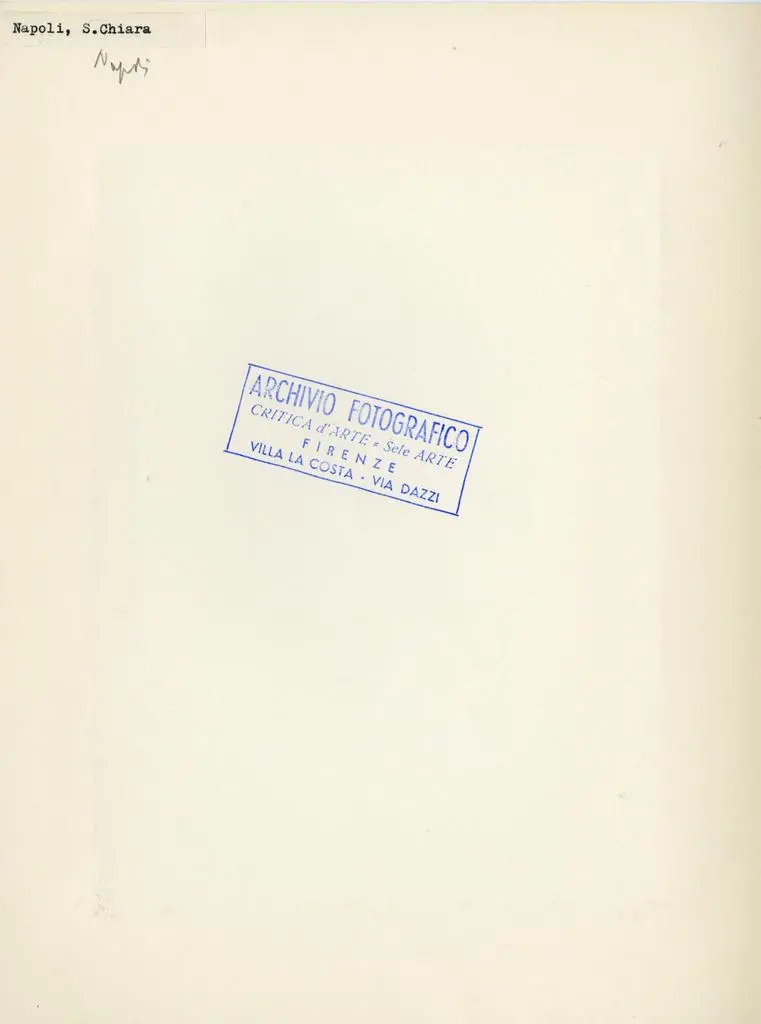 Napoli, S.Chiara
Napoli
ARCHIVIO FOTOGRAFICO
CRITICA d'ARTE = Sele ARTE
FIRENZE
VILLA LA COSTA - VIA DAZZI